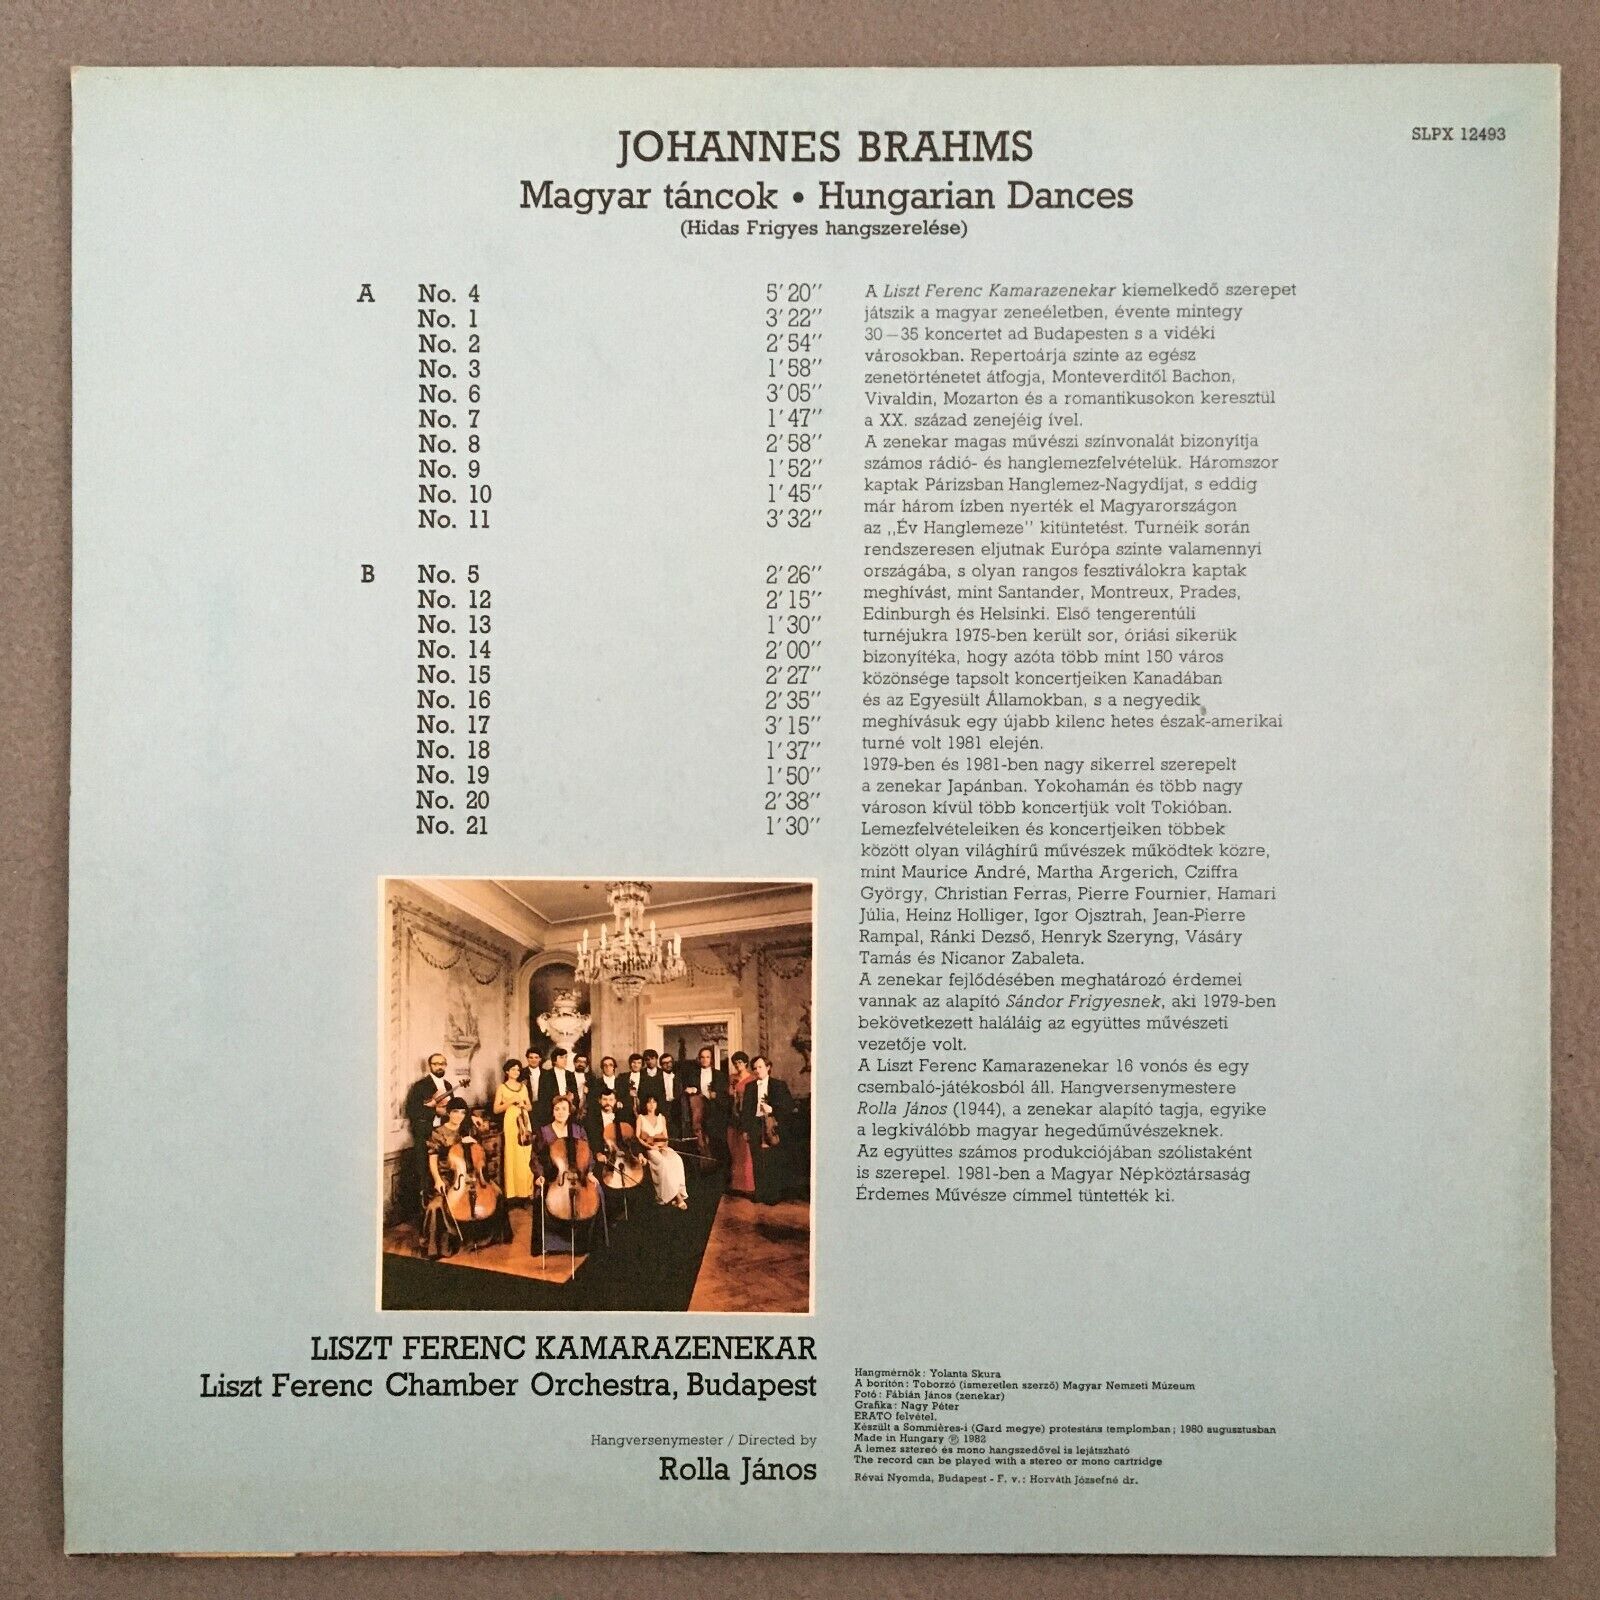 SLPX 12493
JOHANNES BRAHMS
Magyar táncok • Hungarian Dances
(Hidas Frigyes hangszerelése)
A No. 4 5'20''
No. 1 3'22''
No. 2 2'54''
No. 3 1'58''
No. 6 3'05''
No. 7 1'47''
No. 8 2'58''
No. 9 1'52''
No. 10 1'45''
No. 11 3'32''
B No. 5 2'26''
No. 12 2'15''
No. 13 1'30''
No. 14 2'00''
No. 15 2'27''
No. 16 2'35''
No. 17 3'15''
No. 18 1'37''
No. 19 1'50''
No. 20 2'38''
No. 21 1'30''
A Liszt Ferenc Kamarazenekar kiemelkedő szerepet
játszik a magyar zeneéletben, évente mintegy
30–35 koncertet ad Budapesten s a vidéki
városokban. Repertoárja szinte az egész
zenetörténetet átfogja, Monteverditől Bachon,
Vivaldin, Mozarton és a romantikusokon keresztül
a XX. század zenejéig ível.
A zenekar magas művészi színvonalát bizonyítja
számos rádió- és hanglemezfelvételük. Háromszor
kaptak Párizsban Hanglemez-Nagydíjat, s eddig
már három ízben nyerték el Magyarországon
az ,,Év Hanglemeze'' kitüntetést. Turnéik során
rendszeresen eljutnak Európa szinte valamennyi
országába, s olyan rangos fesztiválokra kaptak
meghívást, mint Santander, Montreux, Prades,
Edinburgh és Helsinki. Első tengerentúli
turnéjukra 1975-ben került sor, óriási sikerük
bizonyítéka, hogy azóta több mint 150 város
közönsége tapsolt koncertjeiken Kanadában
és az Egyesült Államokban, s a negyedik
meghívásuk egy újabb kilenc hetes észak-amerikai
turné volt 1981 elején.
1979-ben és 1981-ben nagy sikerrel szerepelt
a zenekar Japánban. Yokohamán és több nagy
városon kívül több koncertjük volt Tokióban.
Lemezfelvételeiken és koncertjeiken többek
között olyan világhírű művészek működtek közre,
mint Maurice André, Martha Argerich, Cziffra
György, Christian Ferras, Pierre Fournier, Hamari
Júlia, Heinz Holliger, Igor Ojsztrah, Jean-Pierre
Rampal, Ránki Dezső, Henryk Szeryng, Vásáry
Tamás és Nicanor Zabaleta.
A zenekar fejlődésében meghatározó érdemei
vannak az alapító Sándor Frigyesnek, aki 1979-ben
bekövetkezett haláláig az együttes művészeti
vezetője volt.
A Liszt Ferenc Kamarazenekar 16 vonós és egy
csembaló-játékosból áll. Hangversenymestere
Rolla János (1944), a zenekar alapító tagja, egyike
a legkiválóbb magyar hegedűművészeknek.
Az együttes számos produkciójában szólistaként
is szerepel. 1981-ben a Magyar Népköztársaság
Érdemes Művésze címmel tüntették ki.
LISZT FERENC KAMARAZENEKAR
Liszt Ferenc Chamber Orchestra, Budapest
Hangversenymester / Directed by
Rolla János
Hangmérnök: Yolanta Skura
A borítón: Toborzó (ismeretlen szerző) Magyar Nemzeti Múzeum
Fotó: Fábián János (zenekar)
Grafika: Nagy Péter
ERATO felvétel.
Készült a Sommières-i (Gard megye) protestáns templomban; 1980 augusztusban
Made in Hungary ℗ 1982
A lemez sztereó és mono hangszedővel is lejátszható
The record can be played with a stereo or mono cartridge
Révai Nyomda, Budapest - F. v.: Horváth Józsefné dr.